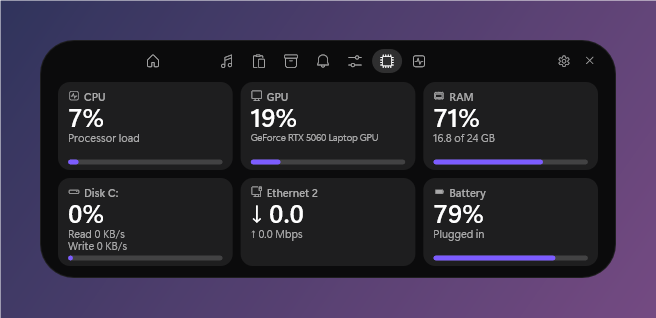 CPU
7%
Processor load
GPU
19%
GeForce RTX 5060 Laptop GPU
RAM
71%
16.8 of 24 GB
Disk C:
0%
Read 0 KB/s
Write 0 KB/s
Ethernet 2
↓ 0.0
↑ 0.0 Mbps
Battery
79%
Plugged in